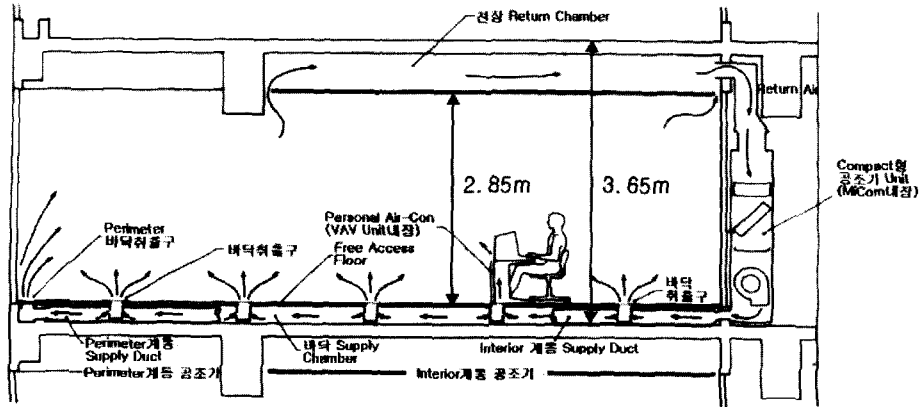 천장 Return Chamber
Return Air
Compact형
공조기 Unit
(MiCom내장)
2.85m
3.65m
Personal Air-Con
(VAV Unit내장)
Free Access
Floor
Perimeter
바닥취출구
바닥취출구
바닥
취출구
Perimeter계통
Supply Duct
바닥 Supply
Chamber
Interior 계통 Supply Duct
Perimeter계통 공조기
Interior계통 공조기